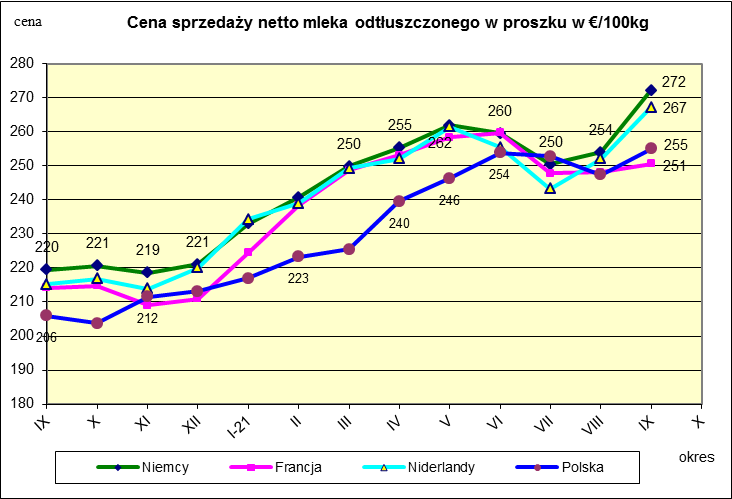 cena
Cena sprzedaży netto mleka odtłuszczonego w proszku w €/100kg
280
270
260
250
240
230
220
210
200
190
180
220
221
219
221
250
255
262
260
250
254
272
267
255
251
206
212
223
240
246
254
IX
X
XI
XII
I-21
II
III
IV
V
VI
VII
VIII
IX
X
okres
Niemcy Francja Niderlandy Polska